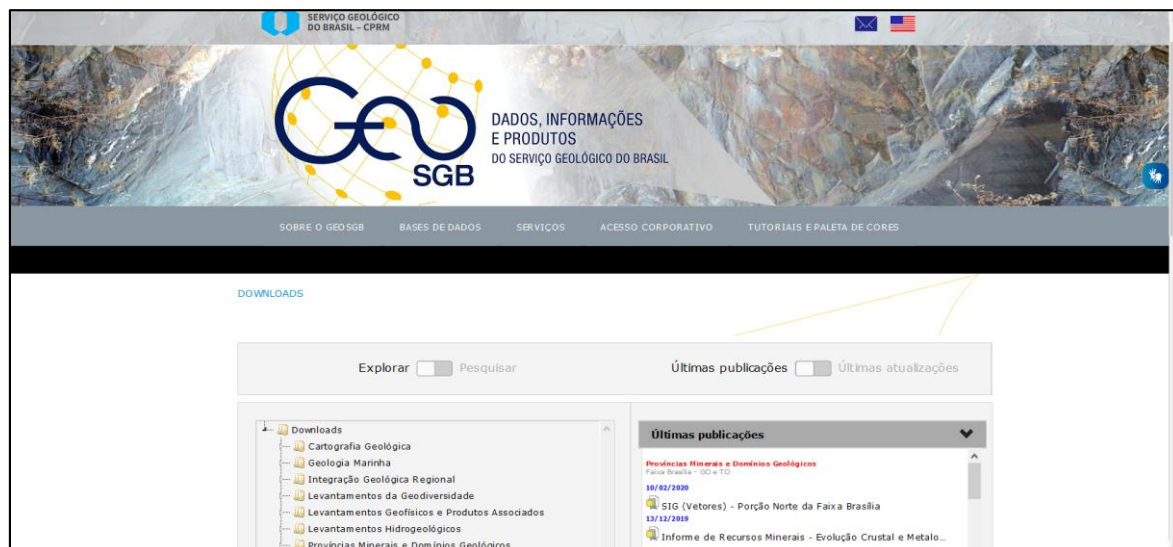 SERVIÇO GEOLÓGICO
DO BRASIL – CPRM
GEO
SGB
DADOS, INFORMAÇÕES
E PRODUTOS
DO SERVIÇO GEOLÓGICO DO BRASIL
SOBRE O GEOSGB BASES DE DADOS SERVIÇOS ACESSO CORPORATIVO TUTORIAIS E PALETA DE CORES
DOWNLOADS
Explorar Pesquisar Últimas publicações Últimas atualizações
Downloads
Cartografia Geológica
Geologia Marinha
Integração Geológica Regional
Levantamentos da Geodiversidade
Levantamentos Geofísicos e Produtos Associados
Levantamentos Hidrogeológicos
Províncias Minerais e Domínios Geológicos
Últimas publicações
Províncias Minerais e Domínios Geológicos
Faixa Brasília - GO e TO
10/02/2020
SIG (Vetores) - Porção Norte da Faixa Brasília
13/12/2019
Informe de Recursos Minerais - Evolução Crustal e Metalo...